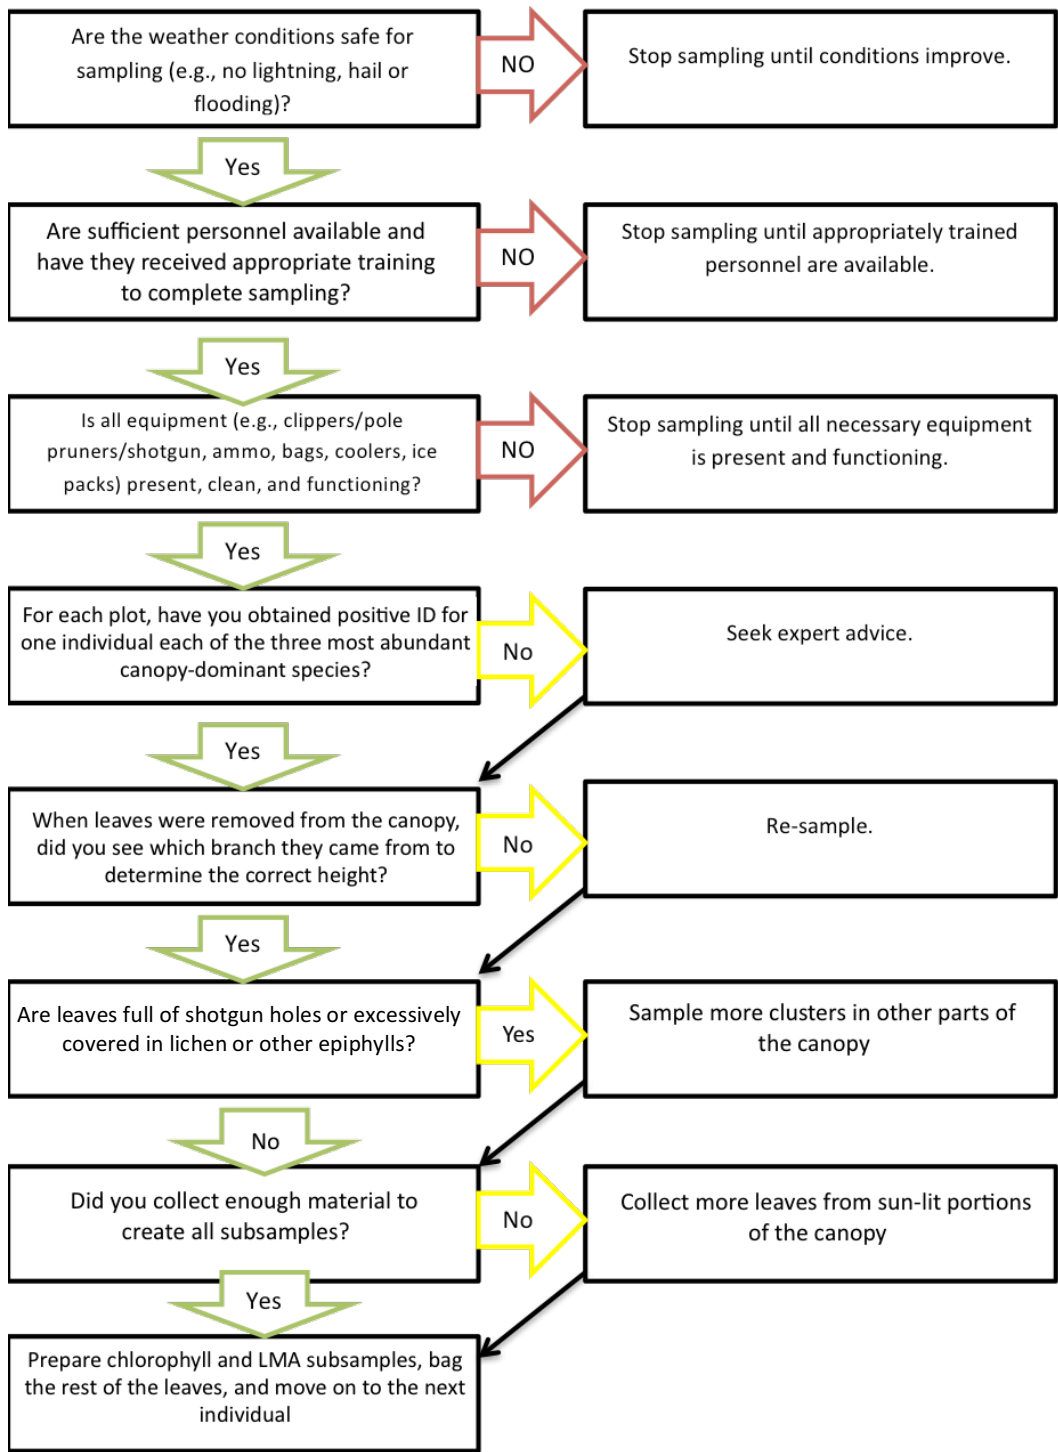 Are the weather conditions safe for
sampling (e.g., no lightning, hail or
flooding)?
NO
Stop sampling until conditions improve.
Yes
Are sufficient personnel available and
have they received appropriate training
to complete sampling?
NO
Stop sampling until appropriately trained
personnel are available.
Yes
Is all equipment (e.g., clippers/pole
pruners/shotgun, ammo, bags, coolers, ice
packs) present, clean, and functioning?
NO
Stop sampling until all necessary equipment
is present and functioning.
Yes
For each plot, have you obtained positive ID for
one individual each of the three most abundant
canopy-dominant species?
No
Seek expert advice.
Yes
When leaves were removed from the canopy,
did you see which branch they came from to
determine the correct height?
No
Re-sample.
Yes
Are leaves full of shotgun holes or excessively
covered in lichen or other epiphylls?
Yes
Sample more clusters in other parts of
the canopy
No
Did you collect enough material to
create all subsamples?
No
Collect more leaves from sun-lit portions
of the canopy
Yes
Prepare chlorophyll and LMA subsamples, bag
the rest of the leaves, and move on to the next
individual